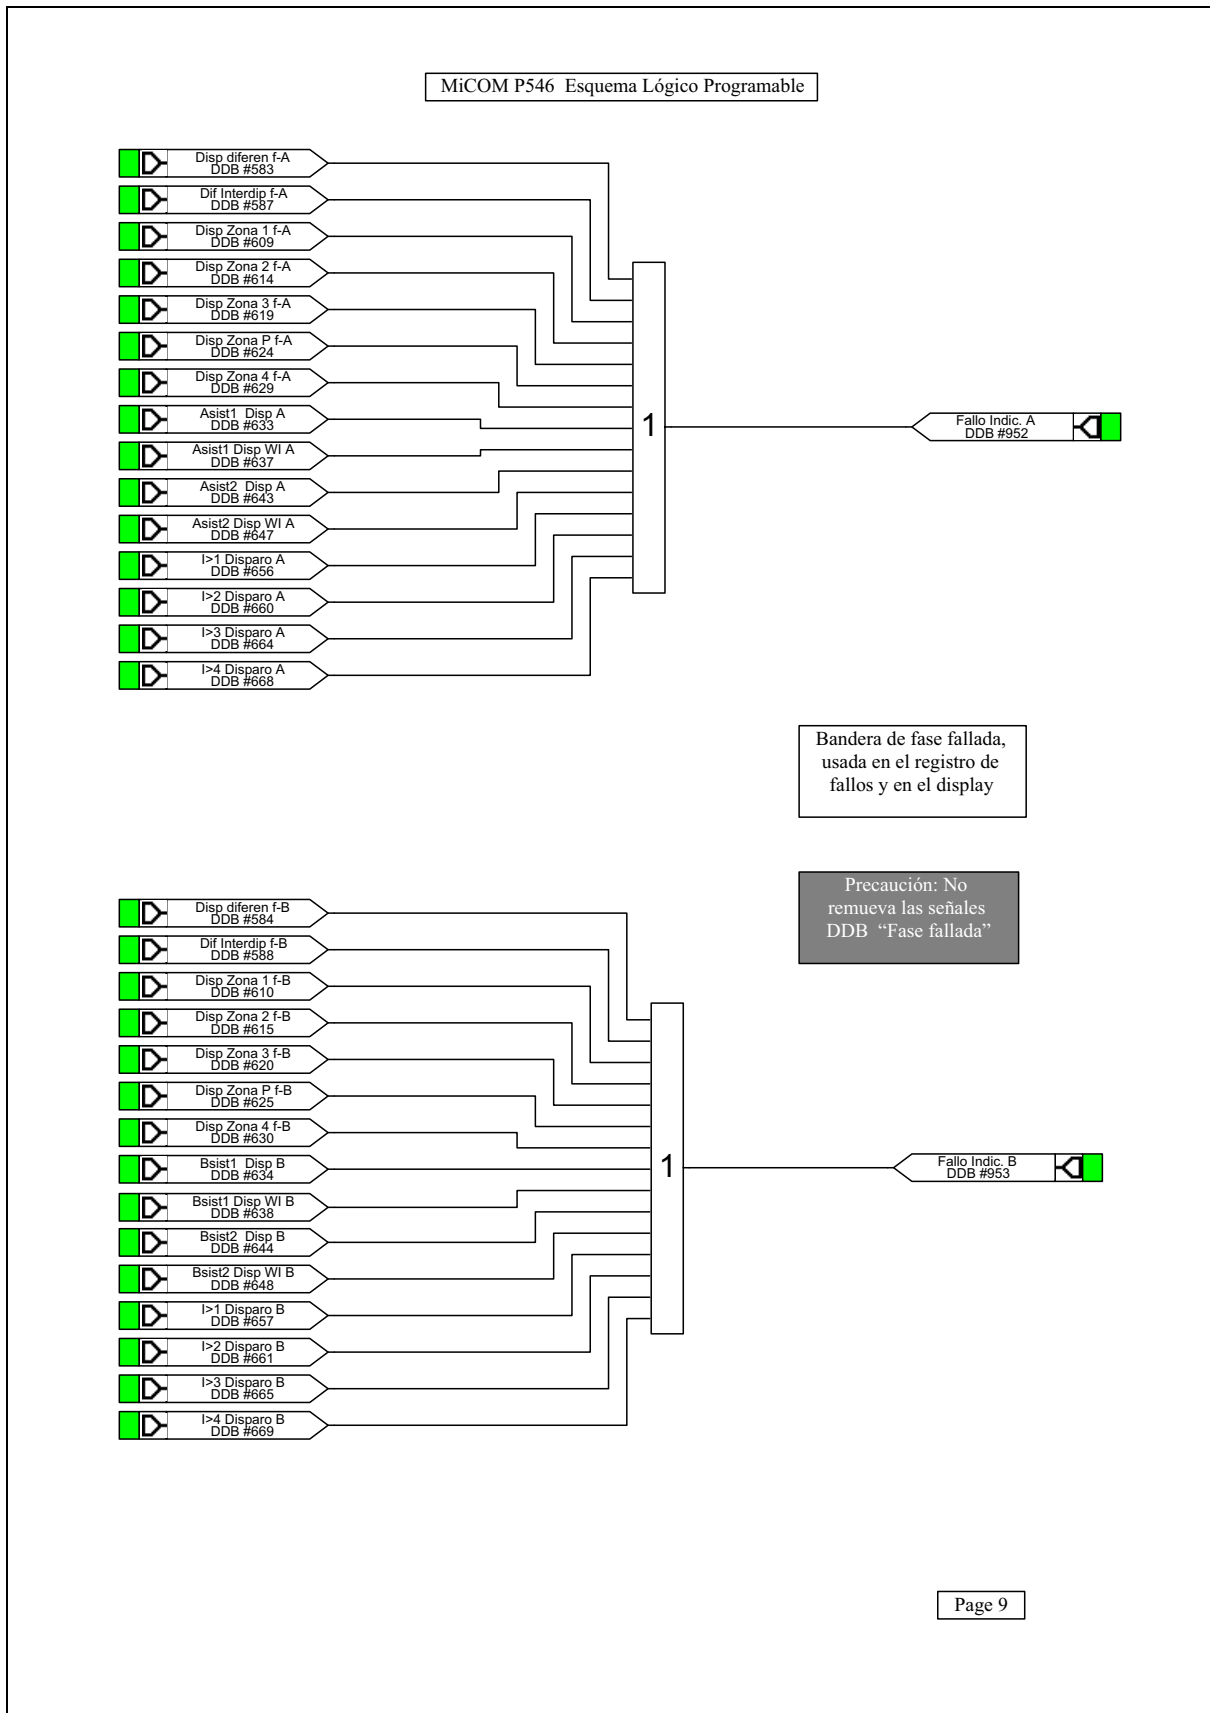 MiCOM P546 Esquema Lógico Programable
Disp diferen f-A
DDB #583
Dif Interdip f-A
DDB #587
Disp Zona 1 f-A
DDB #609
Disp Zona 2 f-A
DDB #614
Disp Zona 3 f-A
DDB #619
Disp Zona P f-A
DDB #624
Disp Zona 4 f-A
DDB #629
Asist1 Disp A
DDB #633
Asist1 Disp WI A
DDB #637
Asist2 Disp A
DDB #643
Asist2 Disp WI A
DDB #647
I>1 Disparo A
DDB #656
I>2 Disparo A
DDB #660
I>3 Disparo A
DDB #664
I>4 Disparo A
DDB #668
1
Fallo Indic. A
DDB #952
Bandera de fase fallada,
usada en el registro de
fallos y en el display
Precaución: No
remueva las señales
DDB “Fase fallada”
Disp diferen f-B
DDB #584
Dif Interdip f-B
DDB #588
Disp Zona 1 f-B
DDB #610
Disp Zona 2 f-B
DDB #615
Disp Zona 3 f-B
DDB #620
Disp Zona P f-B
DDB #625
Disp Zona 4 f-B
DDB #630
Bsist1 Disp B
DDB #634
Bsist1 Disp WI B
DDB #638
Bsist2 Disp B
DDB #644
Bsist2 Disp WI B
DDB #648
I>1 Disparo B
DDB #657
I>2 Disparo B
DDB #661
I>3 Disparo B
DDB #665
I>4 Disparo B
DDB #669
1
Fallo Indic. B
DDB #953
Page 9